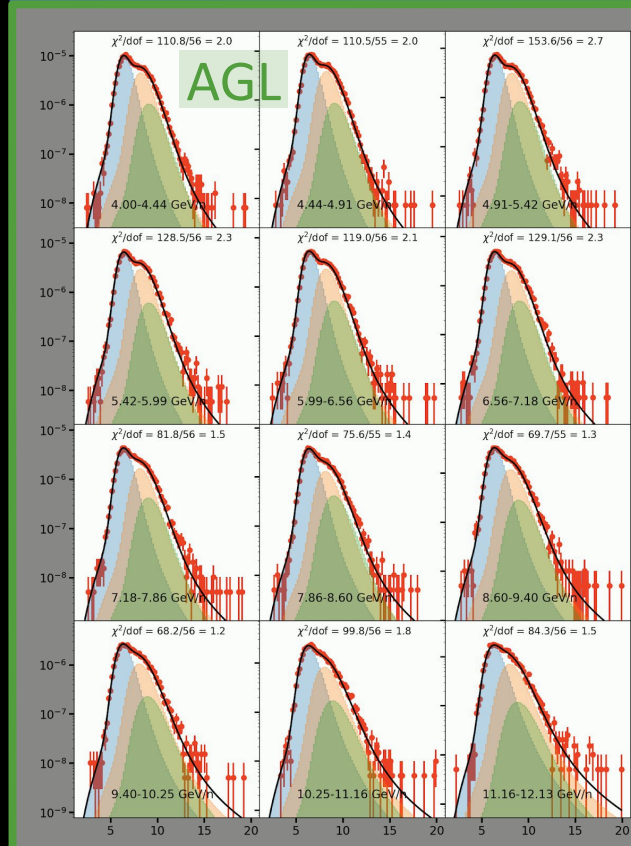 χ²/dof = 110.8/56 = 2.0
χ²/dof = 110.5/55 = 2.0
χ²/dof = 153.6/56 = 2.7
AGL
10⁻⁵
10⁻⁶
10⁻⁷
10⁻⁸
4.00-4.44 GeV/n
4.44-4.91 GeV/n
4.91-5.42 GeV/n
χ²/dof = 128.5/56 = 2.3
χ²/dof = 119.0/56 = 2.1
χ²/dof = 129.1/56 = 2.3
10⁻⁵
10⁻⁶
10⁻⁷
10⁻⁸
5.42-5.99 GeV/n
5.99-6.56 GeV/n
6.56-7.18 GeV/n
χ²/dof = 81.8/56 = 1.5
χ²/dof = 75.6/55 = 1.4
χ²/dof = 69.7/55 = 1.3
10⁻⁵
10⁻⁶
10⁻⁷
10⁻⁸
7.18-7.86 GeV/n
7.86-8.60 GeV/n
8.60-9.40 GeV/n
χ²/dof = 68.2/56 = 1.2
χ²/dof = 99.8/56 = 1.8
χ²/dof = 84.3/56 = 1.5
10⁻⁶
10⁻⁷
10⁻⁸
10⁻⁹
9.40-10.25 GeV/n
10.25-11.16 GeV/n
11.16-12.13 GeV/n
5 10 15 20
5 10 15 20
5 10 15 20